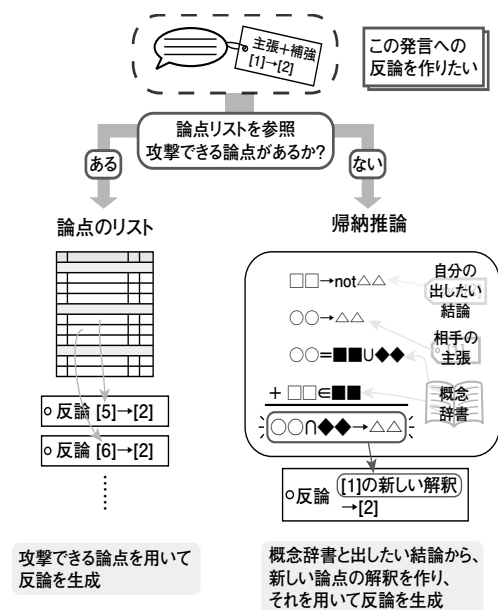 主張+補強
[1]→[2]
この発言への
反論を作りたい
論点リストを参照
攻撃できる論点があるか?
ある
ない
論点のリスト
帰納推論
□□→not△△
自分の
出したい
結論
○○→△△
相手の
主張
○○=■■∪◆◆
+ □□∈■■
概念
辞書
○○∩◆◆→△△
反論 [5]→[2]
反論 [6]→[2]
反論
[1]の新しい解釈
→[2]
攻撃できる論点を用いて
反論を生成
概念辞書と出したい結論から、
新しい論点の解釈を作り、
それを用いて反論を生成